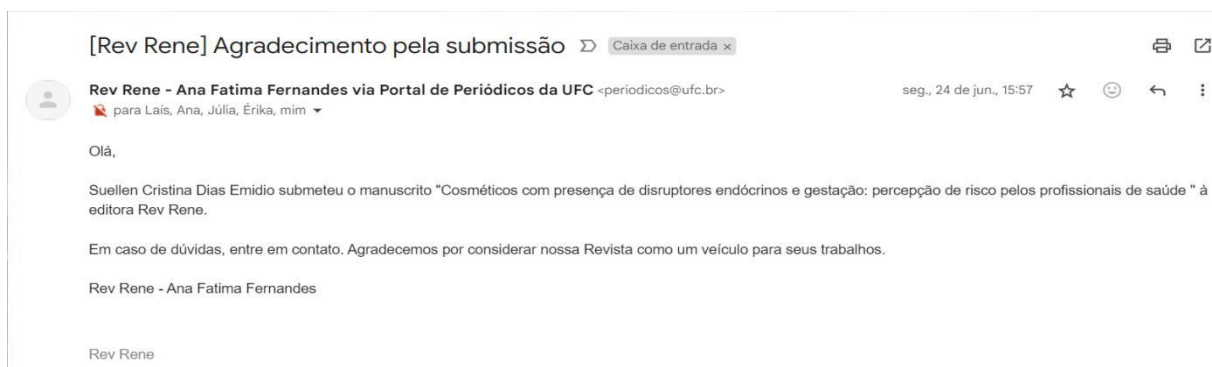 [Rev Rene] Agradecimento pela submissão Caixa de entrada x
Rev Rene - Ana Fatima Fernandes via Portal de Periódicos da UFC <periodicos@ufc.br> seg., 24 de jun., 15:57
para Laís, Ana, Júlia, Érika, mim
Olá,
Suellen Cristina Dias Emidio submeteu o manuscrito "Cosméticos com presença de disruptores endócrinos e gestação: percepção de risco pelos profissionais de saúde " à
editora Rev Rene.
Em caso de dúvidas, entre em contato. Agradecemos por considerar nossa Revista como um veículo para seus trabalhos.
Rev Rene - Ana Fatima Fernandes
Rev Rene